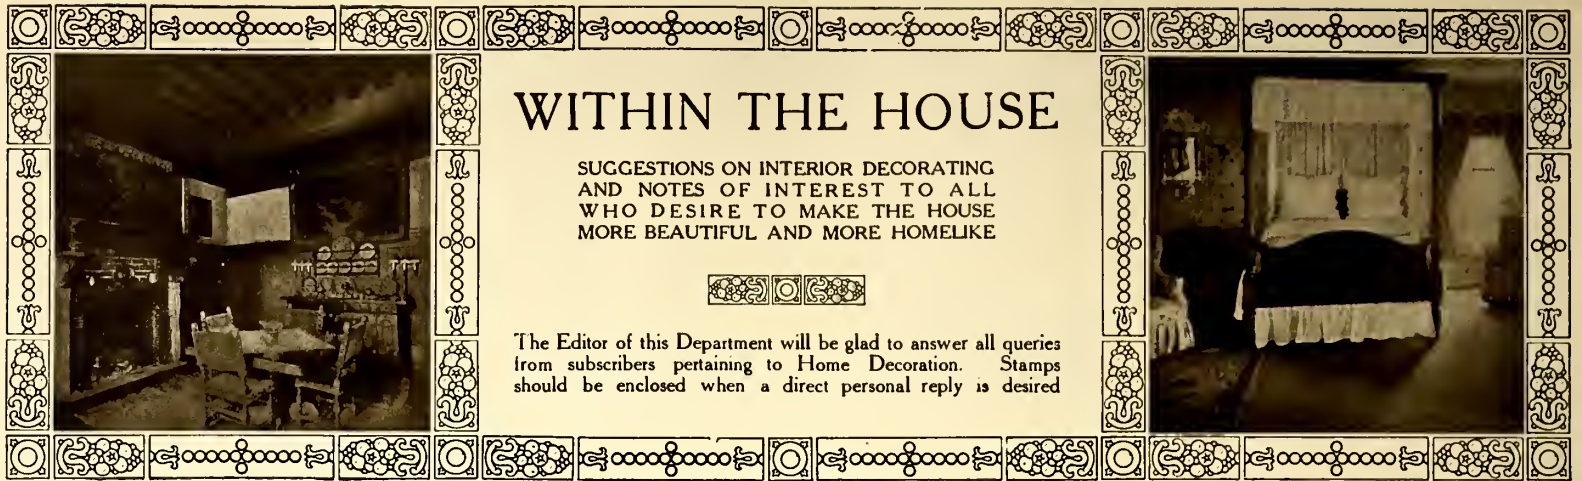 WITHIN THE HOUSE
SUGGESTIONS ON INTERIOR DECORATING
AND NOTES OF INTEREST TO ALL
WHO DESIRE TO MAKE THE HOUSE
MORE BEAUTIFUL AND MORE HOMELIKE
The Editor of this Department will be glad to answer all queries
from subscribers pertaining to Home Decoration. Stamps
should be enclosed when a direct personal reply is desired